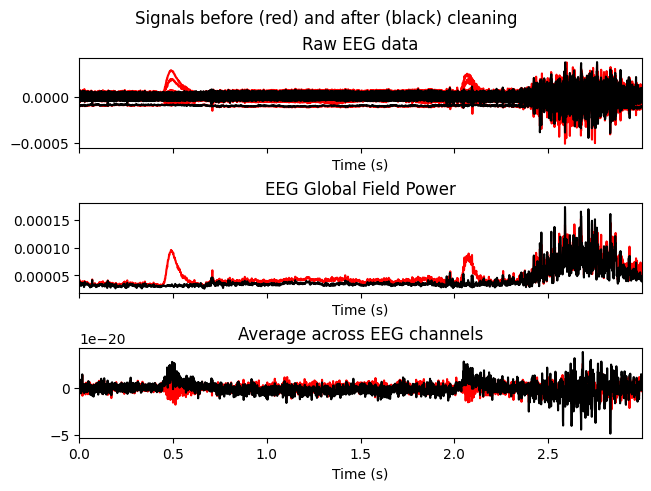 Signals before (red) and after (black) cleaning
Raw EEG data
0.0000
−0.0005
Time (s)
EEG Global Field Power
0.00015
0.00010
0.00005
Time (s)
Average across EEG channels
1e−20
0
−5
0.0 0.5 1.0 1.5 2.0 2.5
Time (s)